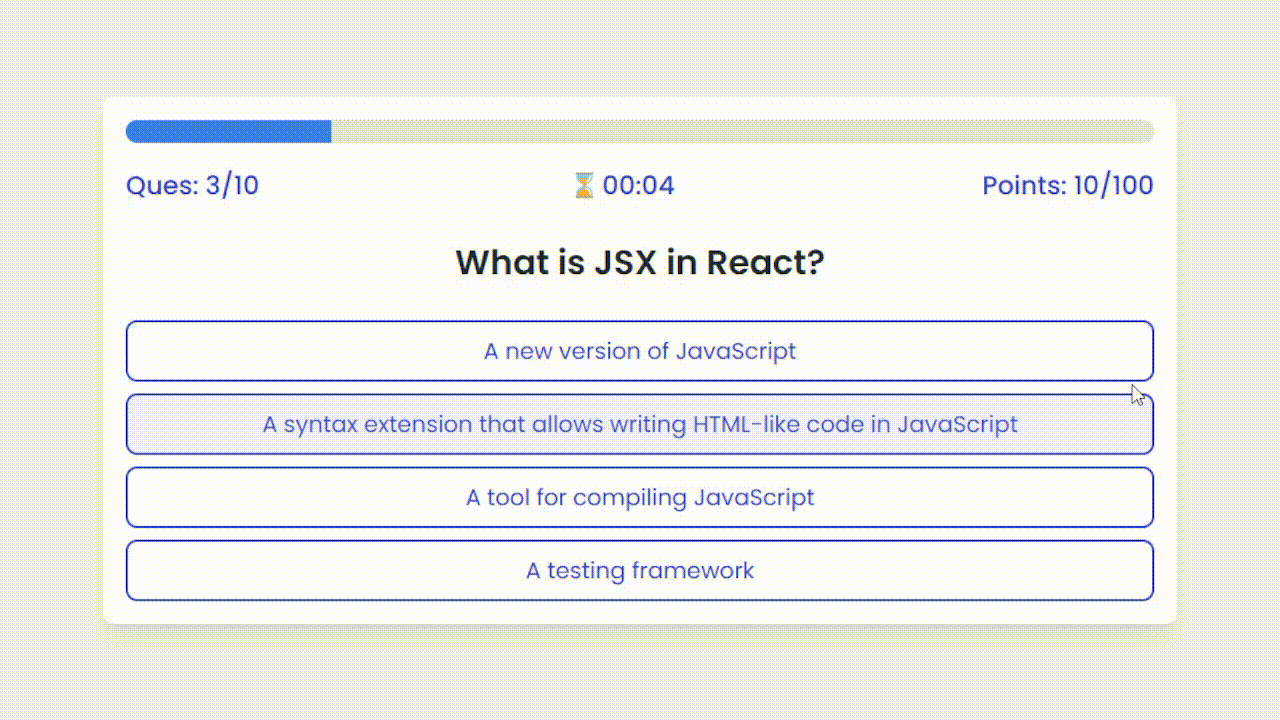 Ques: 3/10
⏳ 00:04
Points: 10/100
What is JSX in React?
A new version of JavaScript
A syntax extension that allows writing HTML-like code in JavaScript
A tool for compiling JavaScript
A testing framework